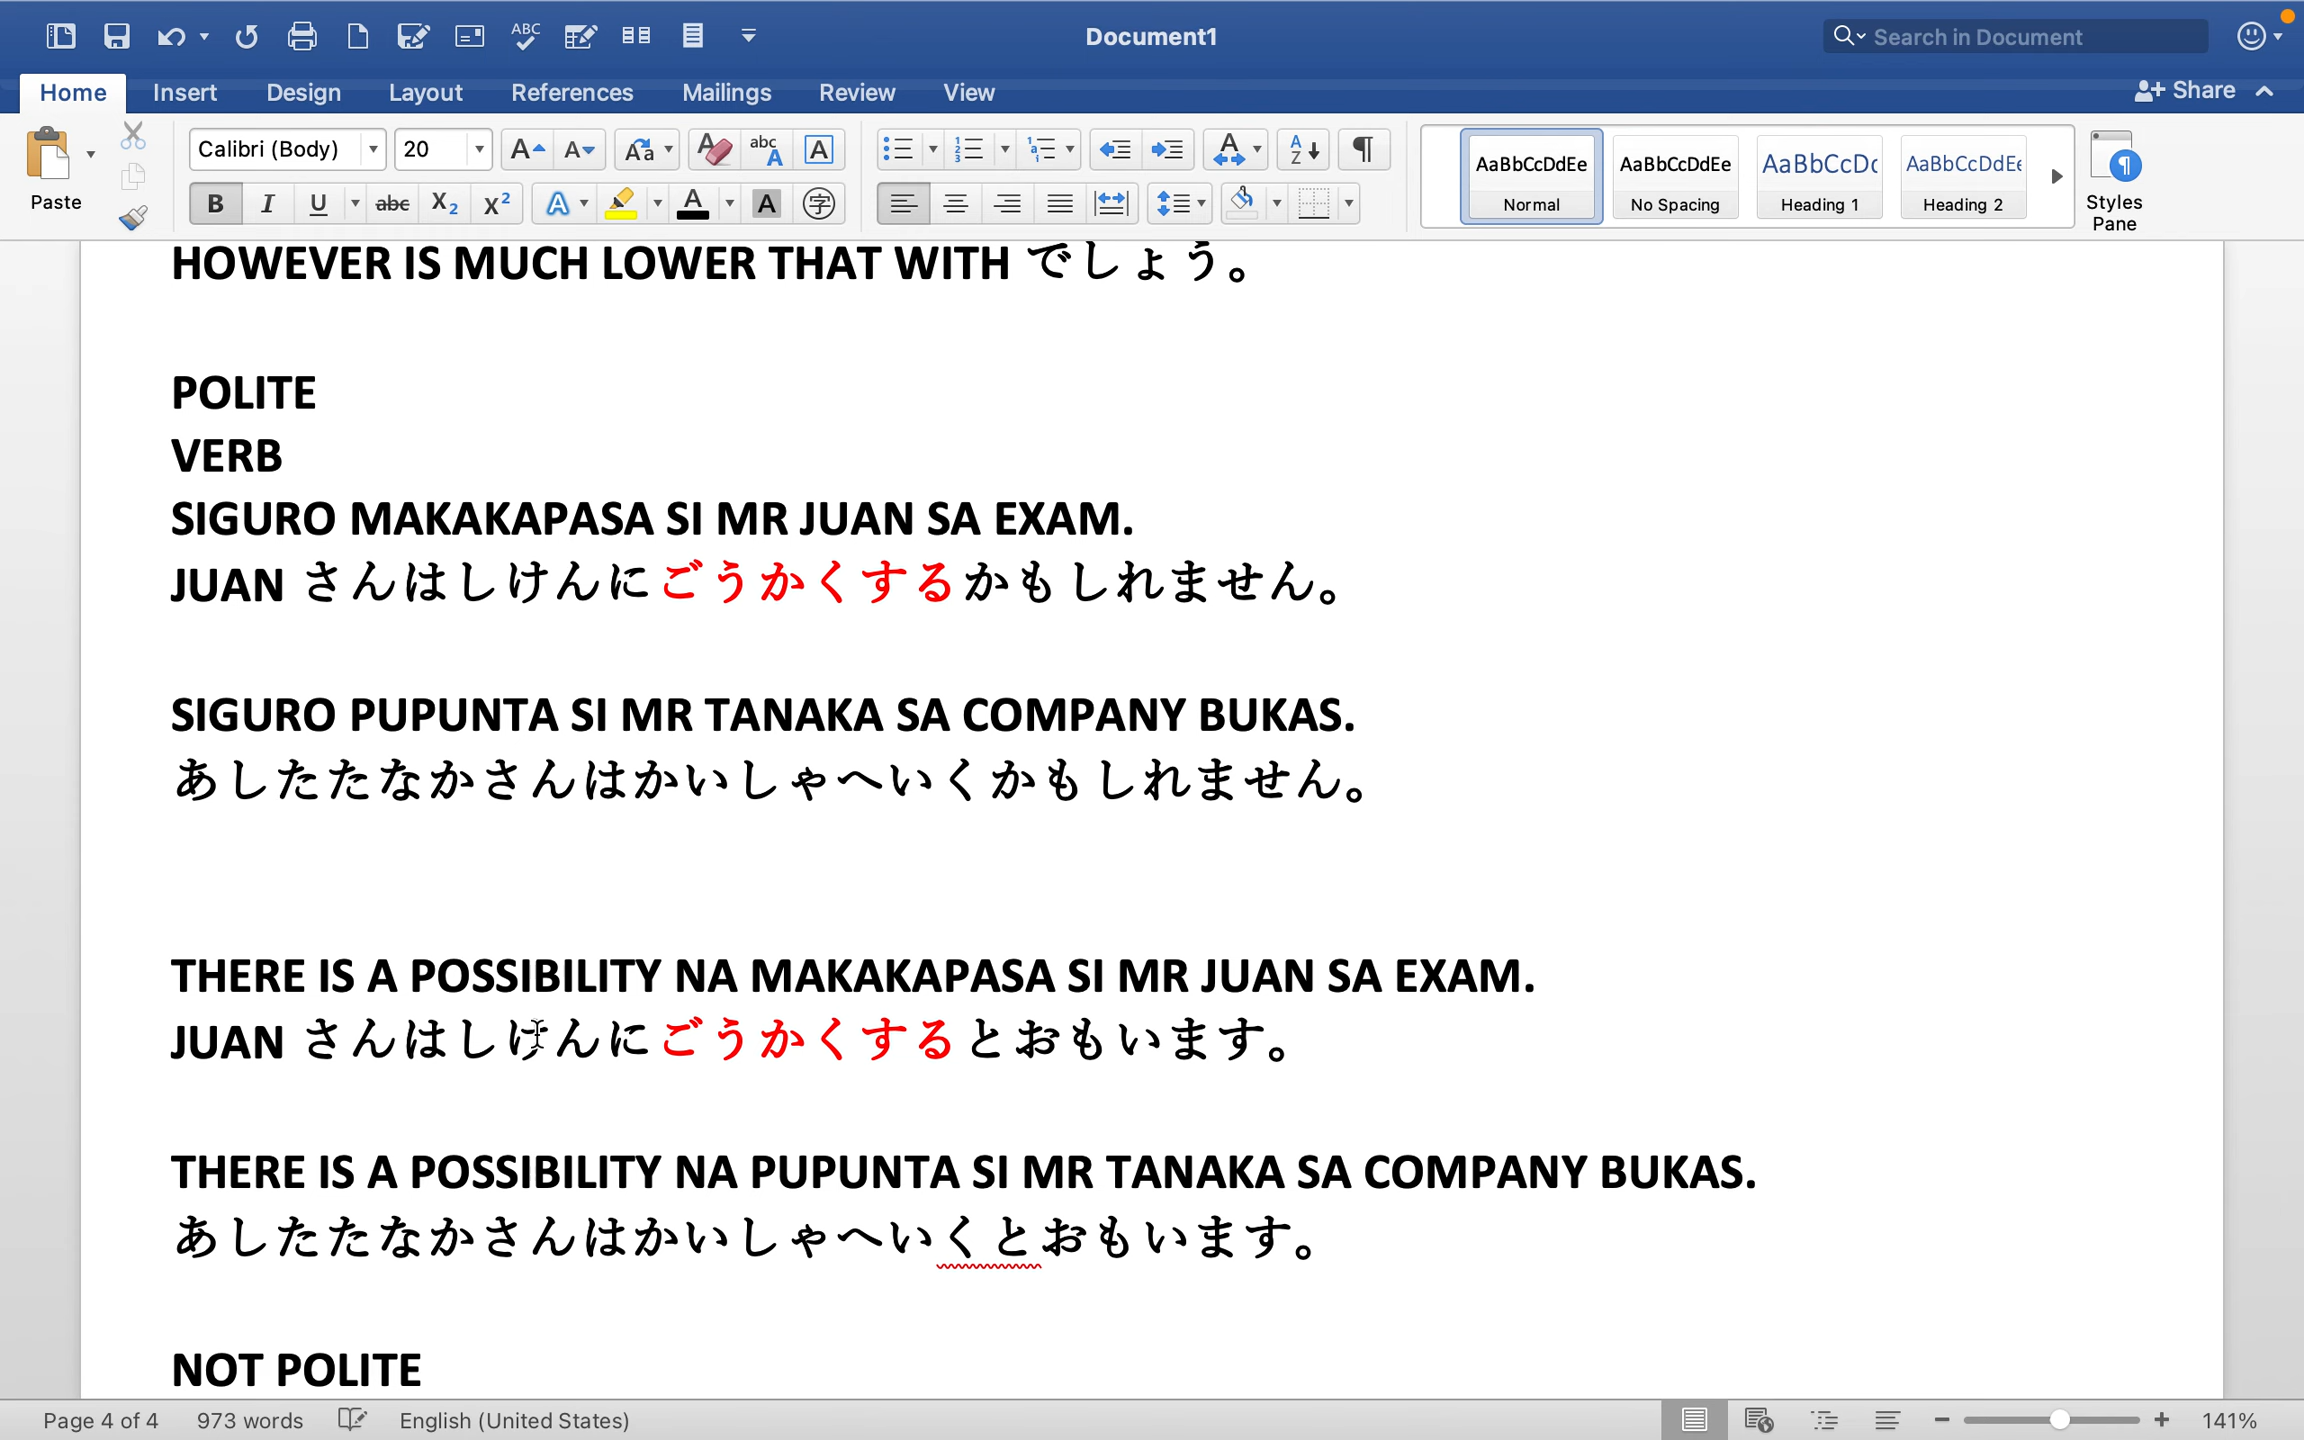 Document1
Search in Document
Home Insert Design Layout References Mailings Review View Share
Paste
Calibri (Body) 20
AaBbCcDdEe AaBbCcDdEe AaBbCcDc AaBbCcDdEe
Normal No Spacing Heading 1 Heading 2
Styles
Pane
HOWEVER IS MUCH LOWER THAT WITH でしょう。
POLITE
VERB
SIGURO MAKAKAPASA SI MR JUAN SA EXAM.
JUAN さんはしけんにごうかくするかもしれません。
SIGURO PUPUNTA SI MR TANAKA SA COMPANY BUKAS.
あしたたなかさんはかいしゃへいくかもしれません。
THERE IS A POSSIBILITY NA MAKAKAPASA SI MR JUAN SA EXAM.
JUAN さんはしけんにごうかくするとおもいます。
THERE IS A POSSIBILITY NA PUPUNTA SI MR TANAKA SA COMPANY BUKAS.
あしたたなかさんはかいしゃへいくとおもいます。
NOT POLITE
Page 4 of 4 973 words English (United States) 141%